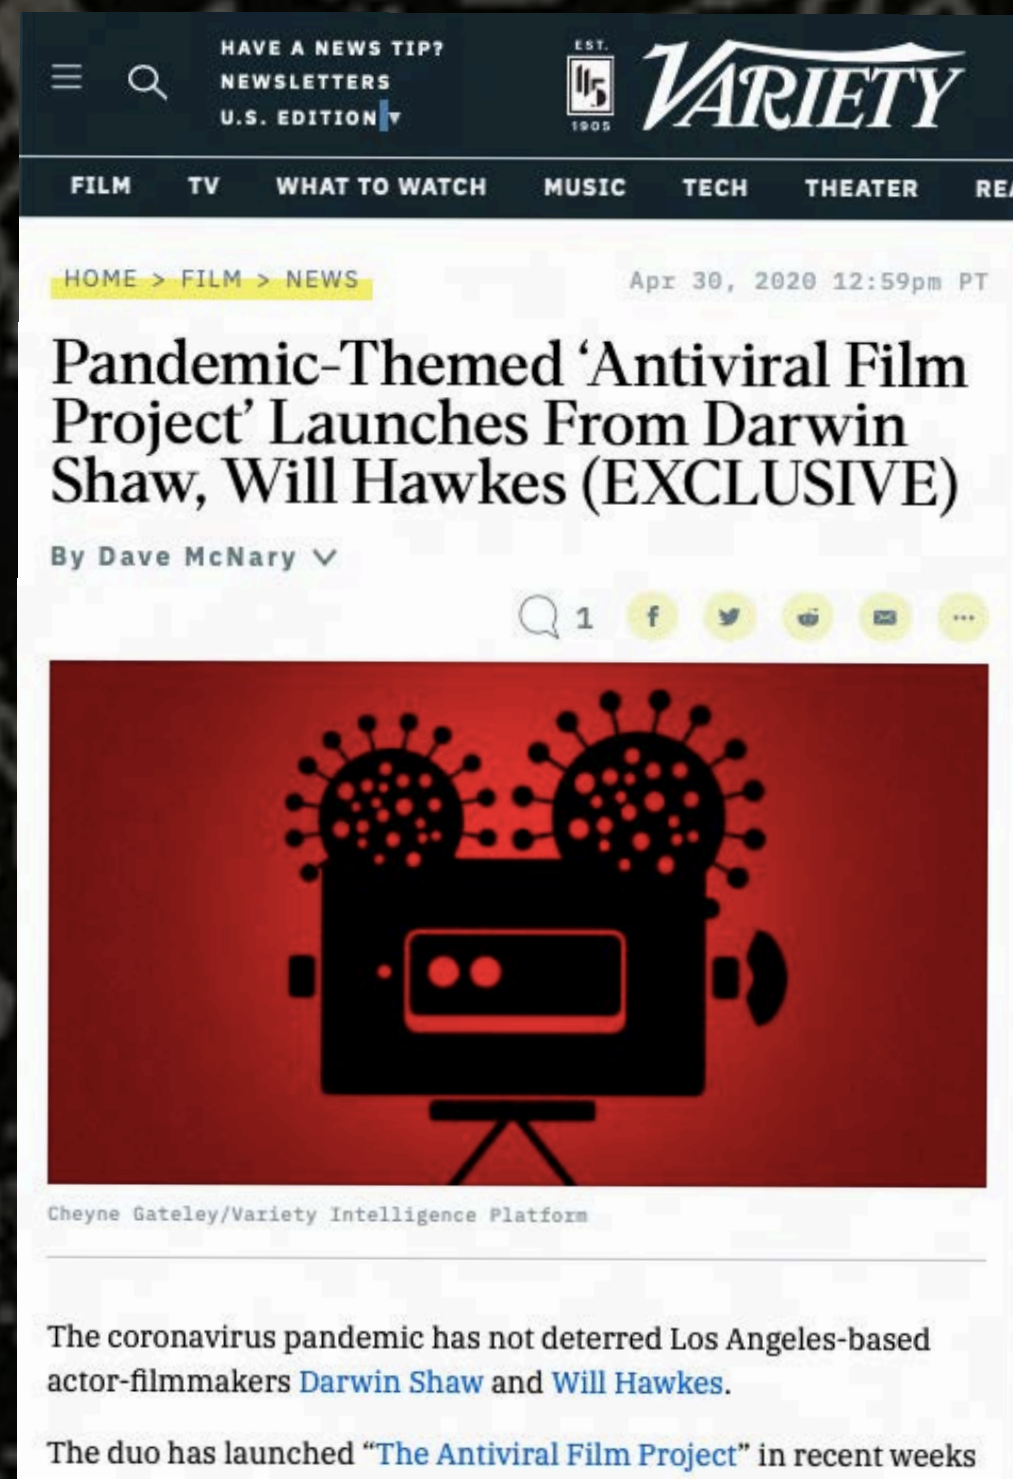 HAVE A NEWS TIP?
NEWSLETTERS
U.S. EDITION
EST.
115
1905
VARIETY
FILM TV WHAT TO WATCH MUSIC TECH THEATER REA
HOME > FILM > NEWS
Apr 30, 2020 12:59pm PT
Pandemic-Themed ‘Antiviral Film
Project’ Launches From Darwin
Shaw, Will Hawkes (EXCLUSIVE)
By Dave McNary
1
Cheyne Gateley/Variety Intelligence Platform
The coronavirus pandemic has not deterred Los Angeles-based
actor-filmmakers Darwin Shaw and Will Hawkes.
The duo has launched “The Antiviral Film Project” in recent weeks